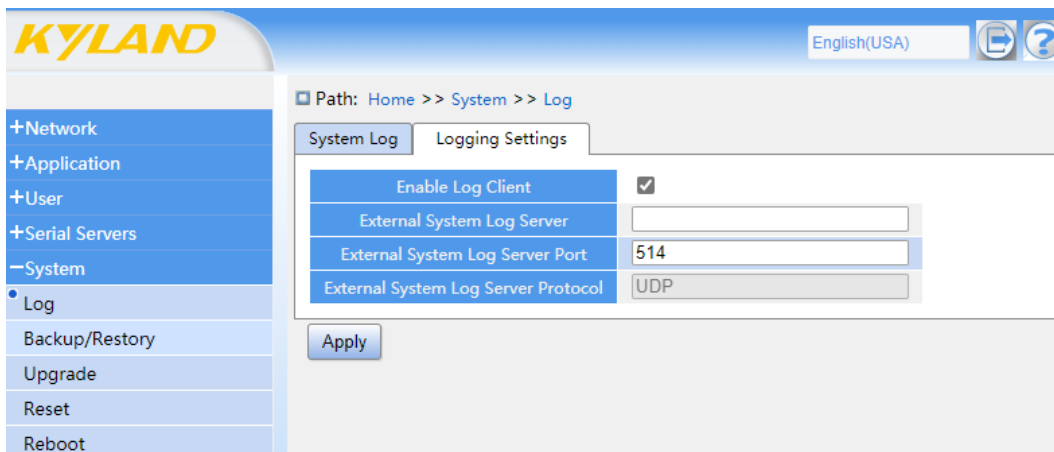 KYLAND
English(USA)
Path: Home >> System >> Log
+Network
+Application
+User
+Serial Servers
−System
Log
Backup/Restory
Upgrade
Reset
Reboot
System Log
Logging Settings
Enable Log Client
External System Log Server
External System Log Server Port 514
External System Log Server Protocol UDP
Apply